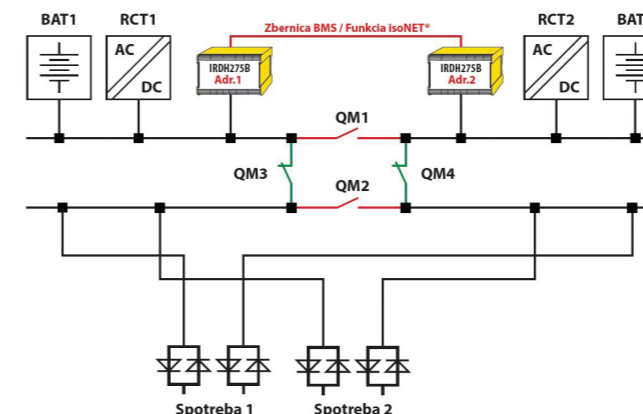 BAT1
RCT1
Zbernica BMS / Funkcia isoNET®
RCT2
BAT
AC
DC
IRDH275B
Adr.1
IRDH275B
Adr.2
AC
DC
QM1
QM3
QM2
QM4
Spotreba 1
Spotreba 2